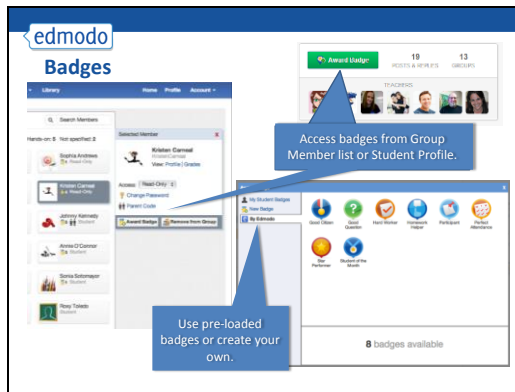 edmodo
Badges
Award Badge
19
POSTS & REPLIES
13
GROUPS
TEACHERS
Access badges from Group
Member list or Student Profile.
Library
Home
Profile
Account
Search Members
Hands-on: 6 Not specified: 2
Sophia Andrews
Read-Only
Kristen Carneal
Read-Only
Johnny Kennedy
Student
Annie O'Connor
Student
Sonia Sotomayor
Student
Rosy Toledo
Student
Selected Member
x
Kristen Carneal
KristenCarneal
View: Profile | Grades
Access: Read-Only
Change Password
Parent Code
Award Badge
Remove from Group
My Student Badges
New Badge
By Edmodo
Good Citizen
Good
Question
Hard Worker
Homework
Helper
Participant
Perfect
Attendance
Star
Performer
Student of the
Month
8 badges available
Use pre-loaded
badges or create your
own.